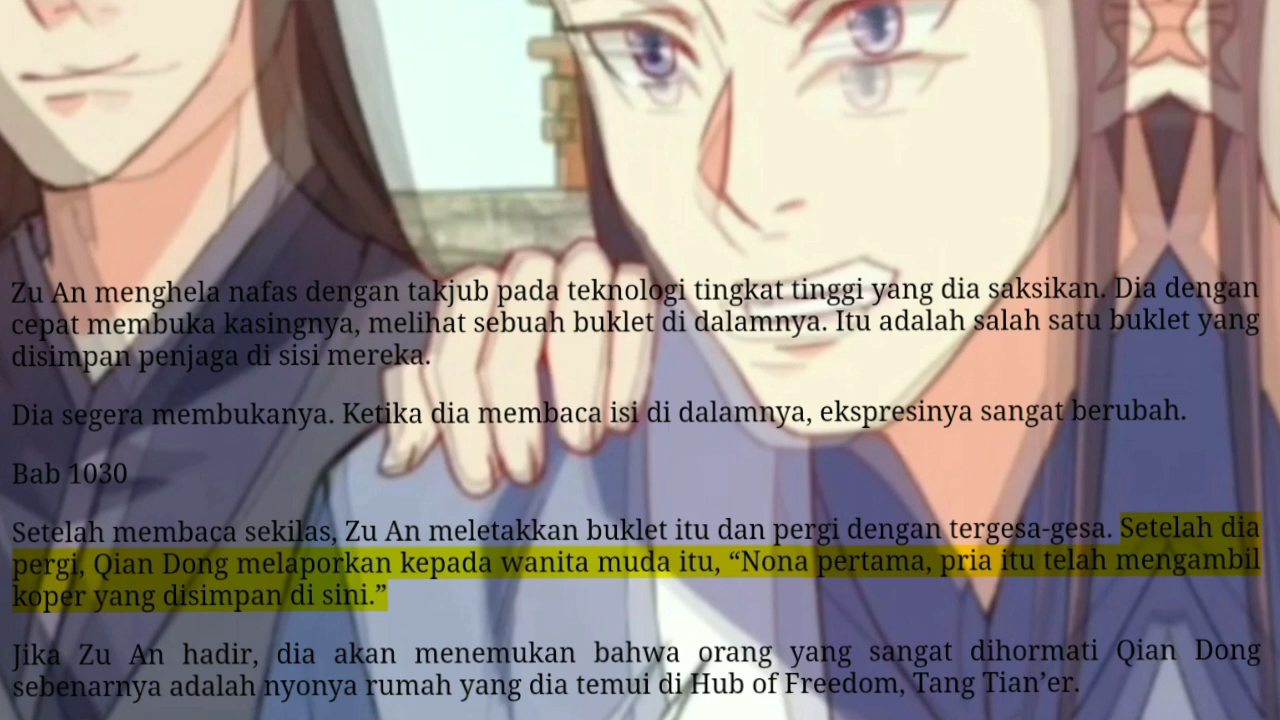 Zu An menghela nafas dengan takjub pada teknologi tingkat tinggi yang dia saksikan. Dia dengan
cepat membuka kasingnya, melihat sebuah buklet di dalamnya. Itu adalah salah satu buklet yang
disimpan penjaga di sisi mereka.
Dia segera membukanya. Ketika dia membaca isi di dalamnya, ekspresinya sangat berubah.
Bab 1030
Setelah membaca sekilas, Zu An meletakkan buklet itu dan pergi dengan tergesa-gesa. Setelah dia
pergi, Qian Dong melaporkan kepada wanita muda itu, “Nona pertama, pria itu telah mengambil
koper yang disimpan di sini.”
Jika Zu An hadir, dia akan menemukan bahwa orang yang sangat dihormati Qian Dong
sebenarnya adalah nyonya rumah yang dia temui di Hub of Freedom, Tang Tian’er.